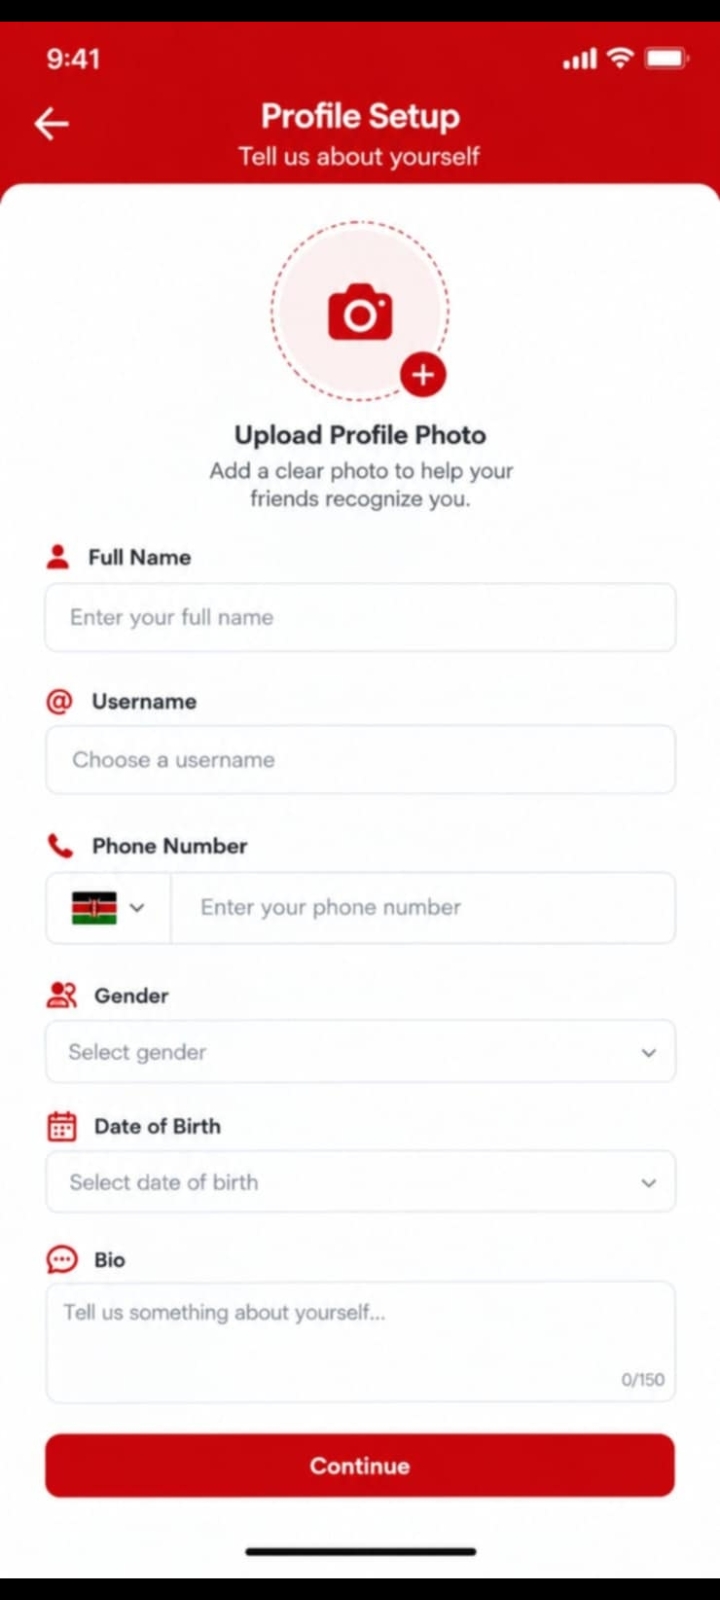 9:41
Profile Setup
Tell us about yourself
Upload Profile Photo
Add a clear photo to help your
friends recognize you.
Full Name
Enter your full name
@ Username
Choose a username
Phone Number
Enter your phone number
Gender
Select gender
Date of Birth
Select date of birth
Bio
Tell us something about yourself...
0/150
Continue